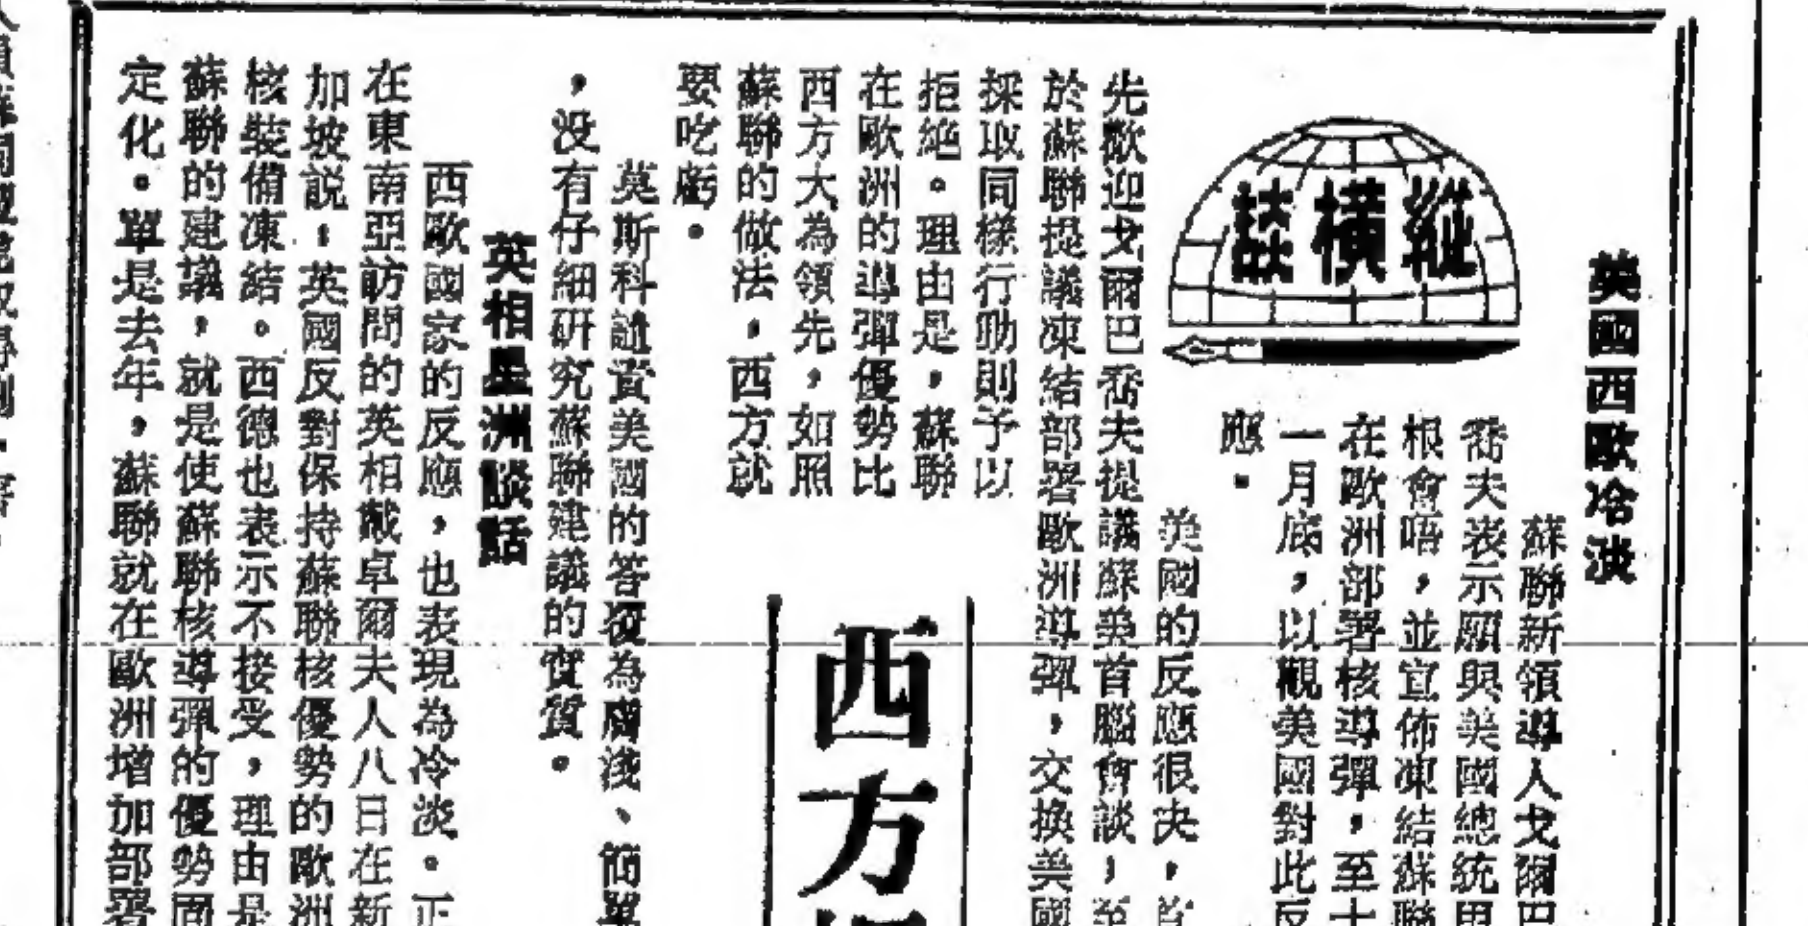 英國西歐冷淡
縱橫談
蘇聯新領導人戈爾巴
喬夫表示願與美國總統里
根會晤，並宣佈凍結蘇聯
在歐洲部署核導彈，至十
一月底，以觀美國對此反
應。
美國的反應很決，首
先歡迎戈爾巴喬夫提議蘇美首腦會談，至
於蘇聯提議凍結部署歐洲導彈，交換美國
採取同樣行動則予以
拒絕。理由是，蘇聯
在歐洲的導彈優勢比
西方大為領先，如照
蘇聯的做法，西方就
要吃虧。
西方
莫斯科譴責美國的答復為膚淺、簡單
，没有仔細研究蘇聯建議的實質。
英相星洲談話
西歐國家的反應，也表現為冷淡。正
在東南亞訪問的英相戴卓爾夫人八日在新
加坡説，英國反對保持蘇聯核優勢的歐洲
核裝備凍結。西德也表示不接受，理由是
蘇聯的建議，就是使蘇聯核導彈的優勢固
定化。單是去年，蘇聯就在歐洲增加部署